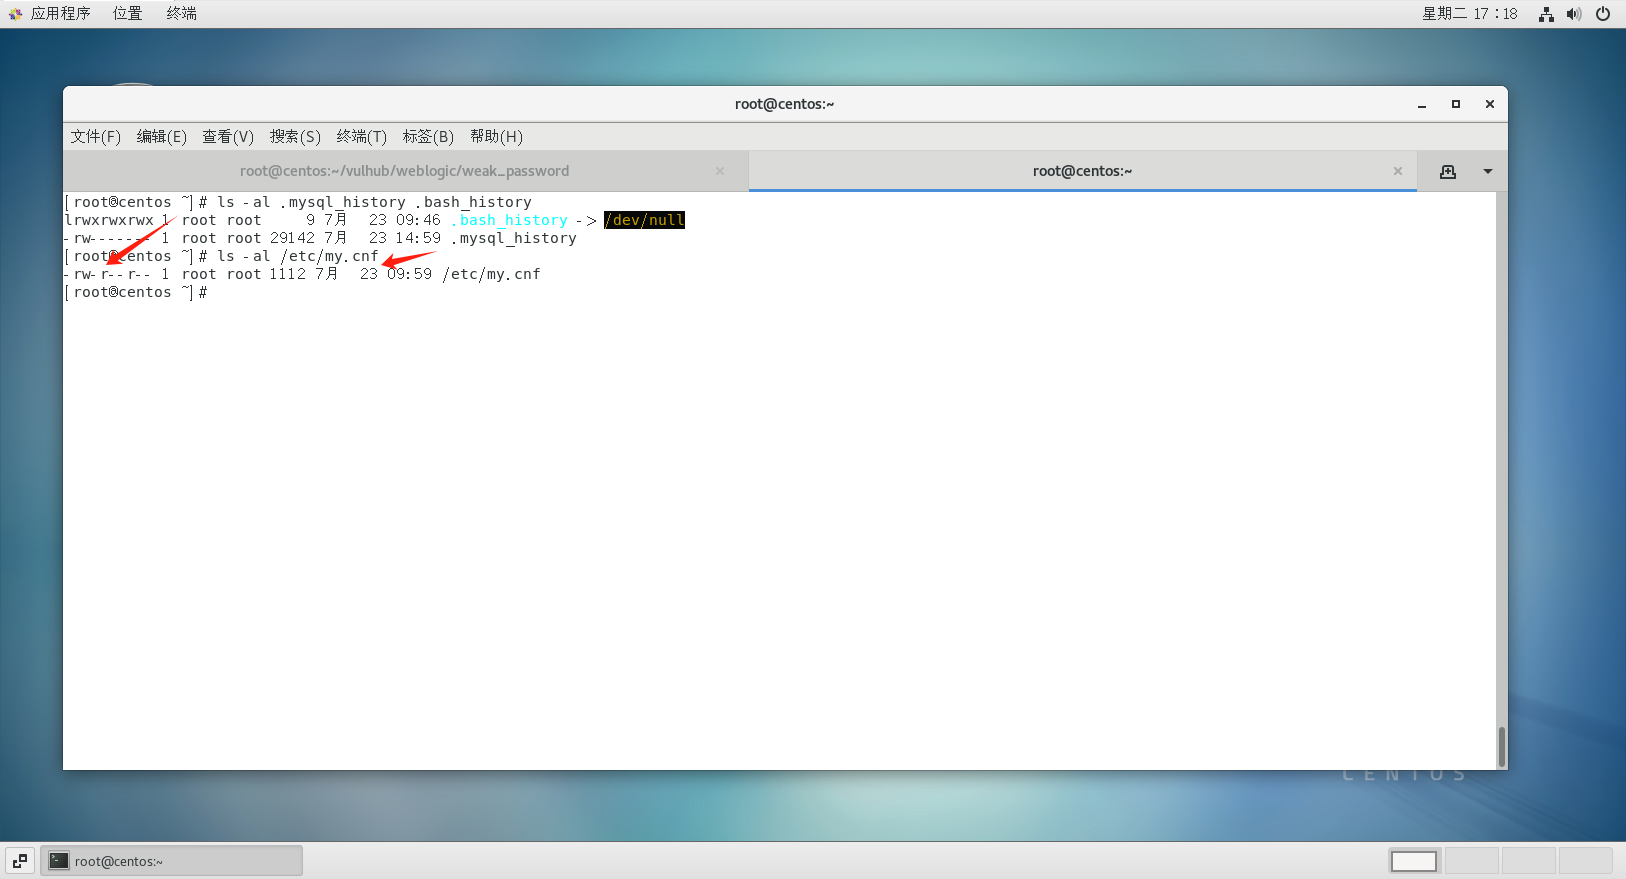 应用程序 位置 终端 星期二 17：18
root@centos:~
文件(F) 编辑(E) 查看(V) 搜索(S) 终端(T) 标签(B) 帮助(H)
root@centos:~/vulhub/weblogic/weak_password root@centos:~
[root@centos ~]# ls -al .mysql_history .bash_history
lrwxrwxrwx 1 root root     9 7月  23 09:46 .bash_history -> /dev/null
-rw------- 1 root root 29142 7月  23 14:59 .mysql_history
[root@centos ~]# ls -al /etc/my.cnf
-rw-r--r-- 1 root root 1112 7月  23 09:59 /etc/my.cnf
[root@centos ~]#
CENTOS
root@centos:~